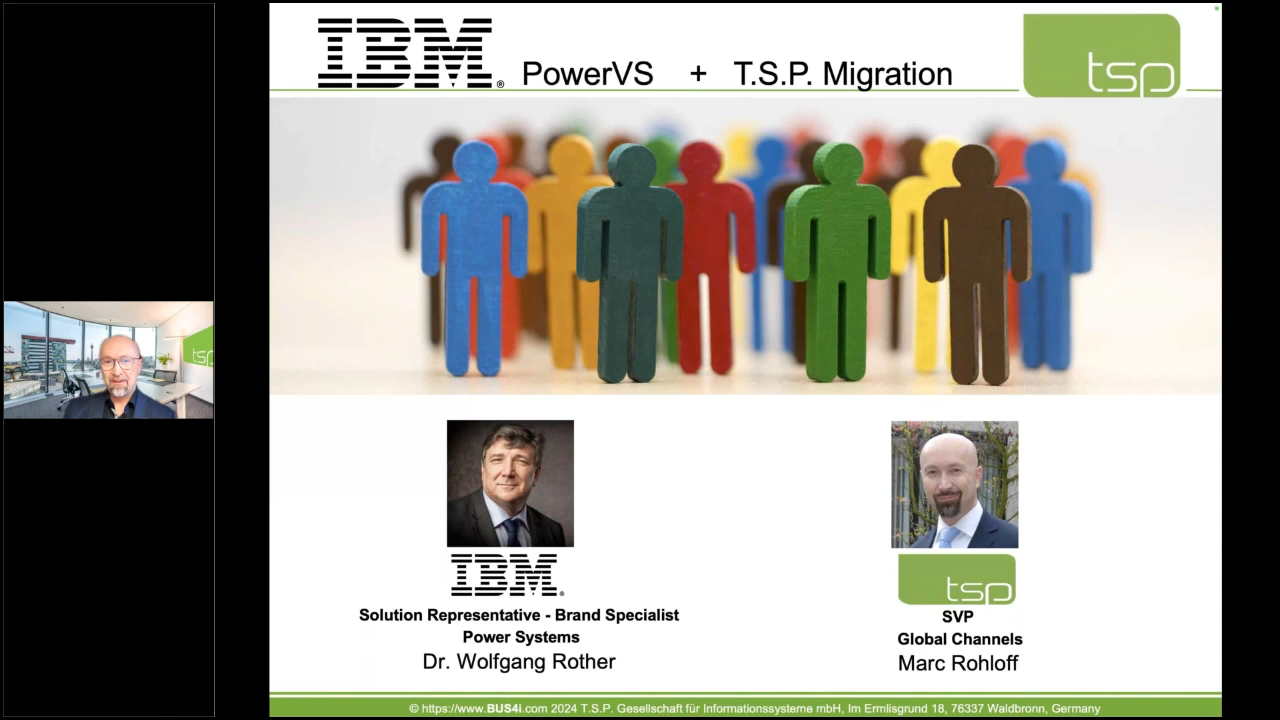 IBM® PowerVS + T.S.P. Migration
tsp
tsp
IBM®
Solution Representative - Brand Specialist
Power Systems
Dr. Wolfgang Rother
tsp
SVP
Global Channels
Marc Rohloff
© https://www.BUS4i.com 2024 T.S.P. Gesellschaft für Informationssysteme mbH, Im Ermlisgrund 18, 76337 Waldbronn, Germany